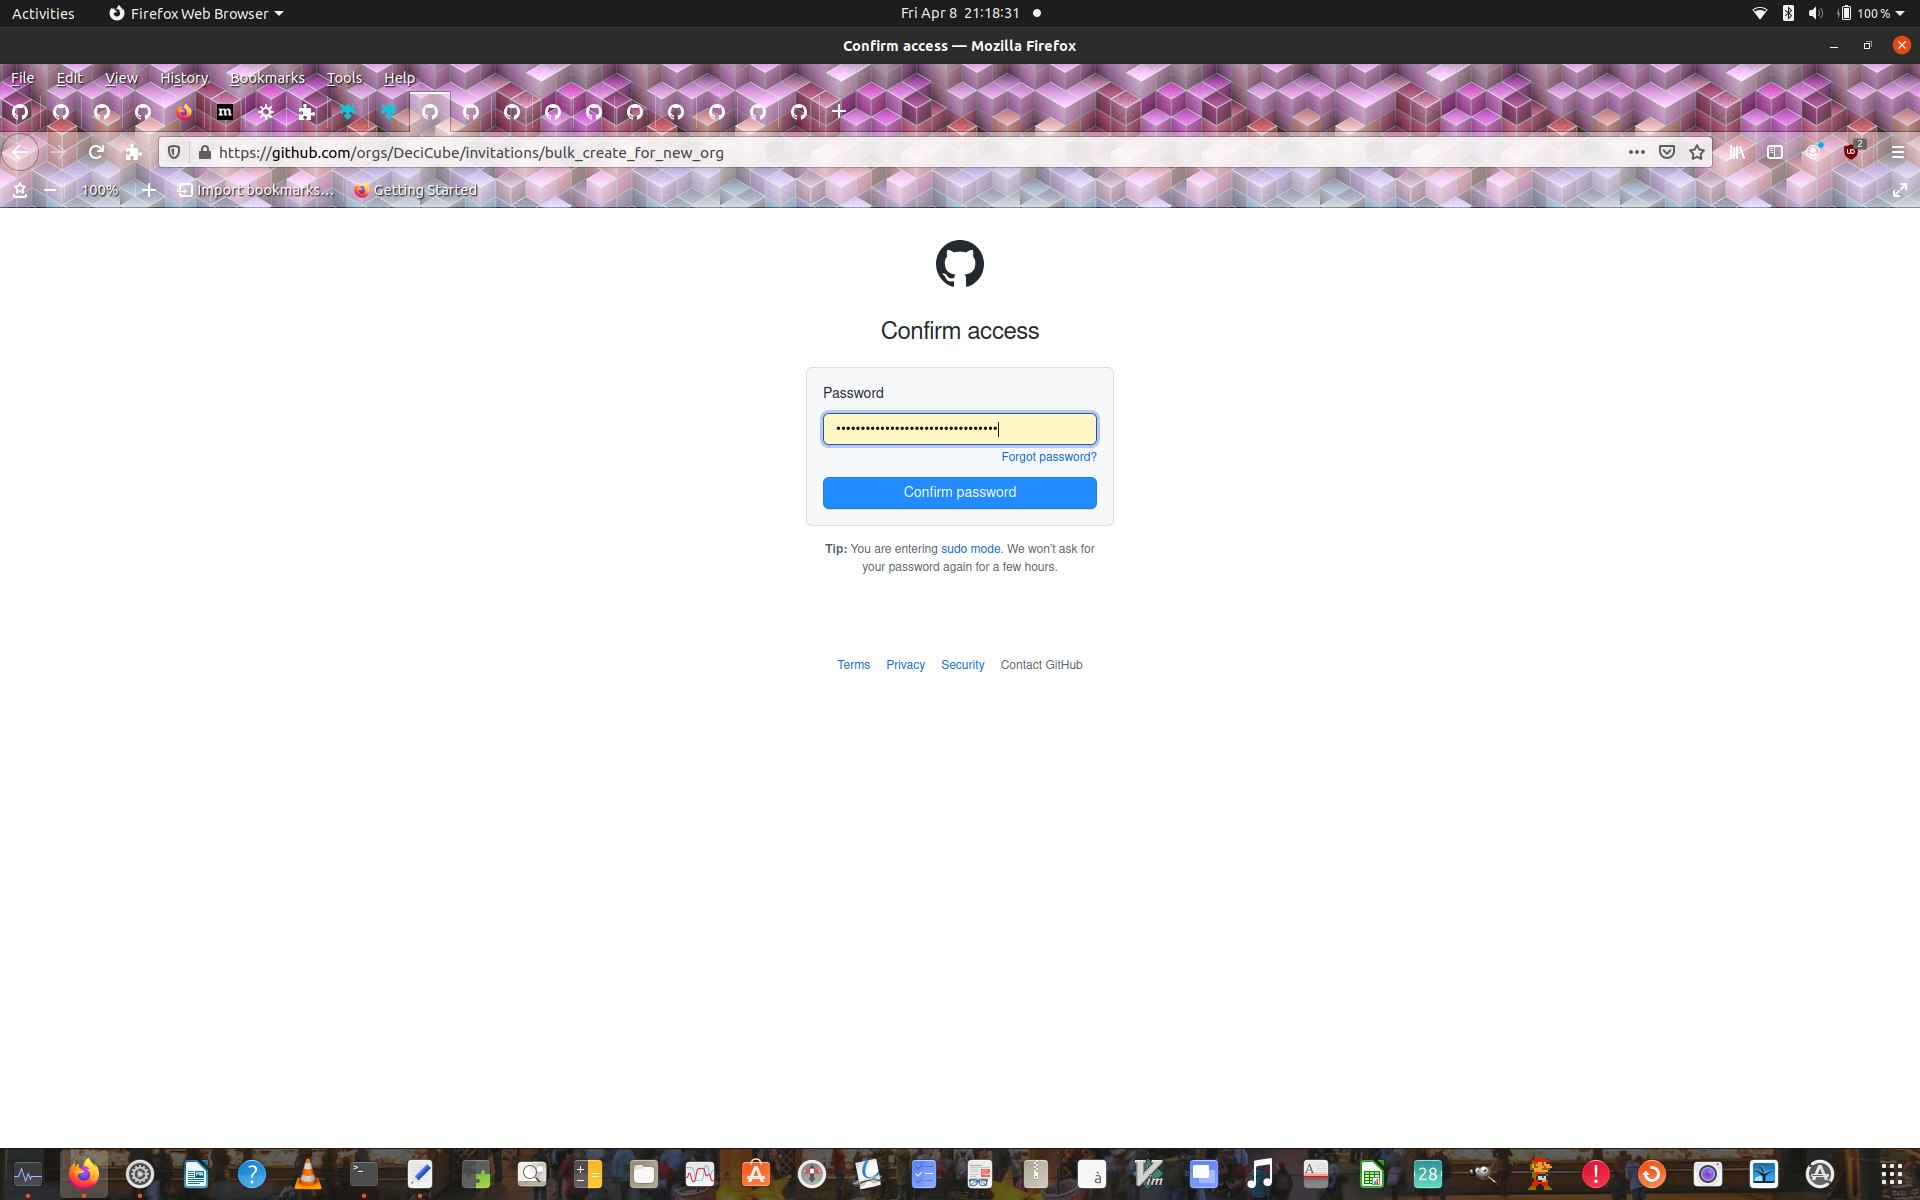 Activities
Firefox Web Browser
Fri Apr 8 21:18:31
100 %
Confirm access — Mozilla Firefox
File Edit View History Bookmarks Tools Help
m
https://github.com/orgs/DeciCube/invitations/bulk_create_for_new_org
2
100%
Import bookmarks...
Getting Started
Confirm access
Password
Forgot password?
Confirm password
Tip: You are entering sudo mode. We won't ask for
your password again for a few hours.
Terms Privacy Security Contact GitHub
28